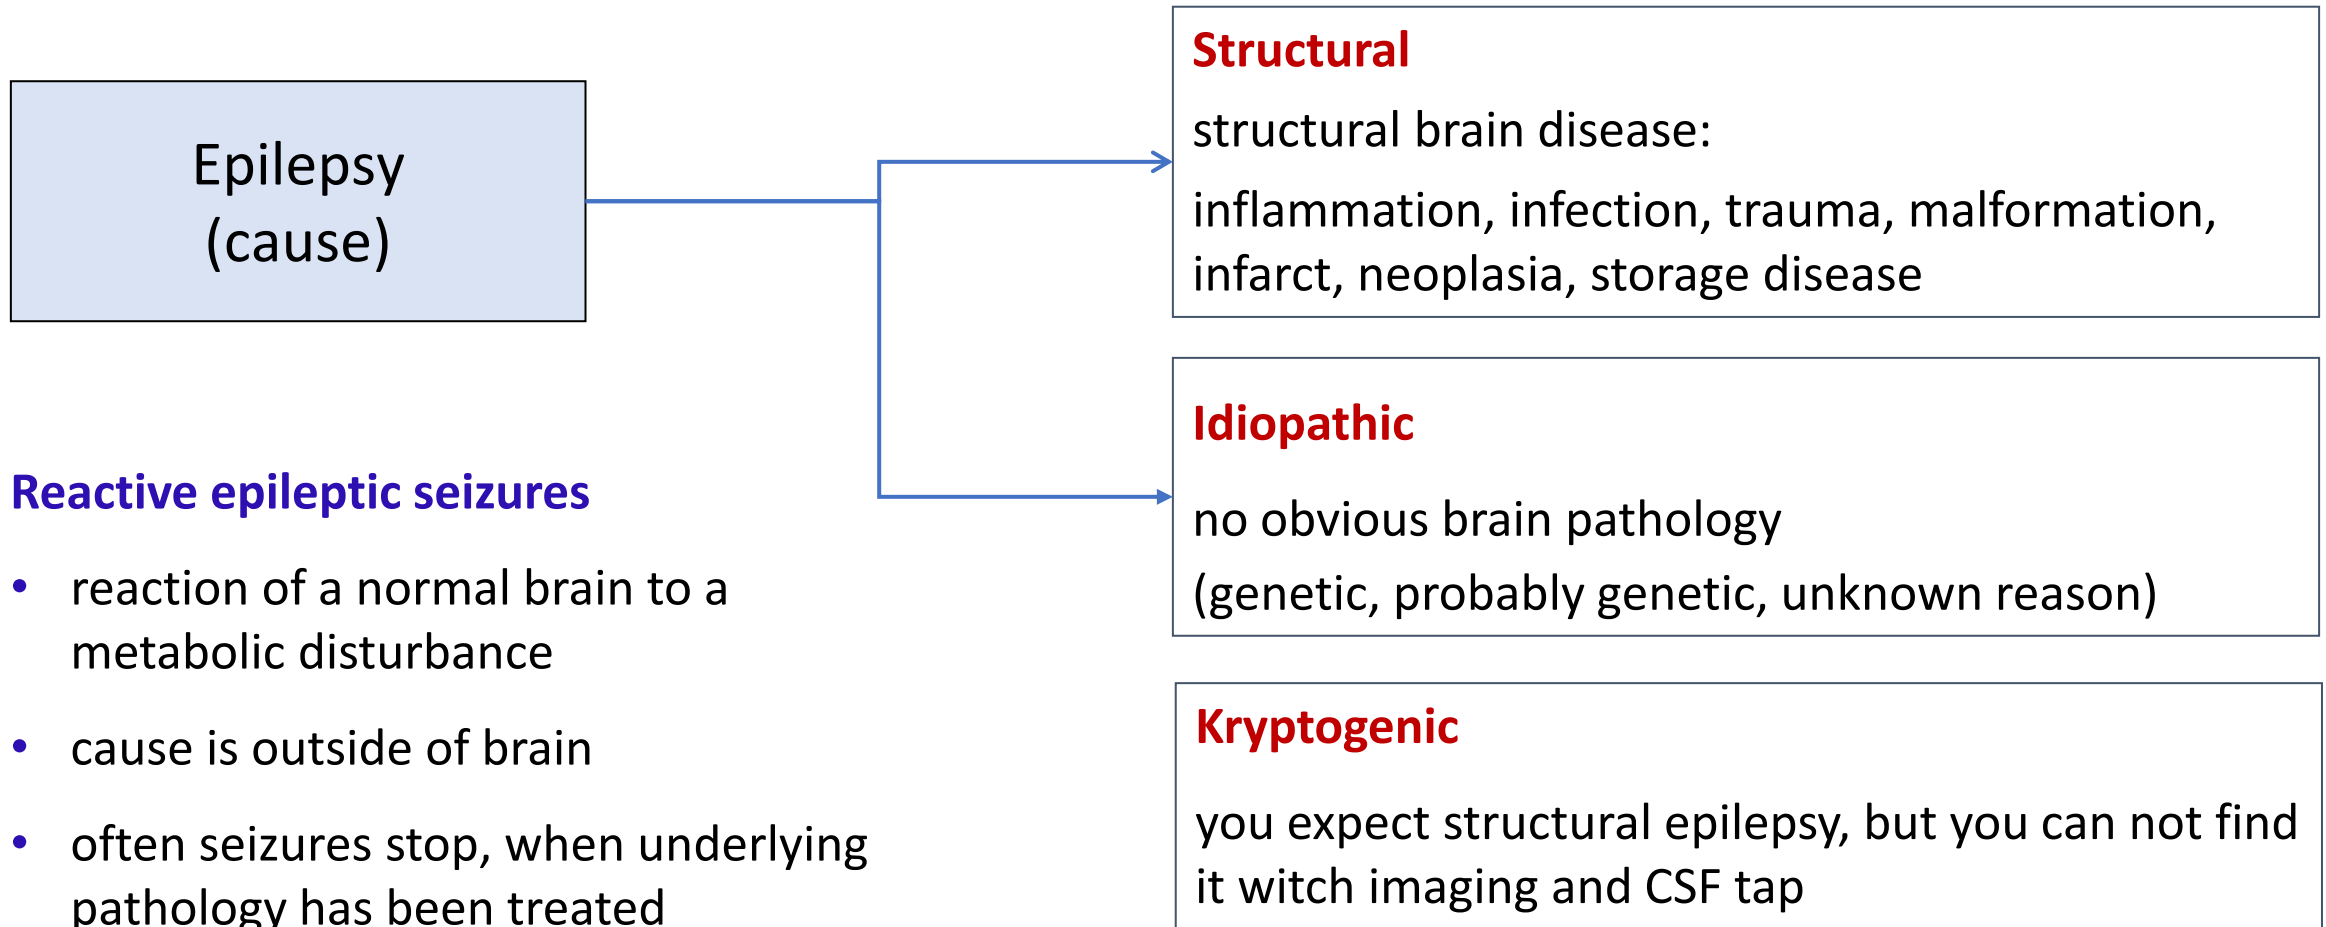 Epilepsy
(cause)
Structural
structural brain disease:
inflammation, infection, trauma, malformation,
infarct, neoplasia, storage disease
Idiopathic
no obvious brain pathology
(genetic, probably genetic, unknown reason)
Kryptogenic
you expect structural epilepsy, but you can not find
it witch imaging and CSF tap
Reactive epileptic seizures
• reaction of a normal brain to a
metabolic disturbance
• cause is outside of brain
• often seizures stop, when underlying
pathology has been treated